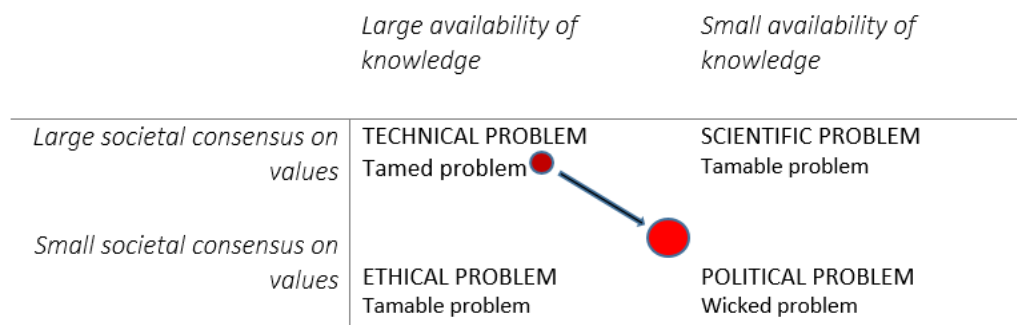 Large availability of
knowledge
Small availability of
knowledge
Large societal consensus on
values
TECHNICAL PROBLEM
Tamed problem
SCIENTIFIC PROBLEM
Tamable problem
Small societal consensus on
values
ETHICAL PROBLEM
Tamable problem
POLITICAL PROBLEM
Wicked problem